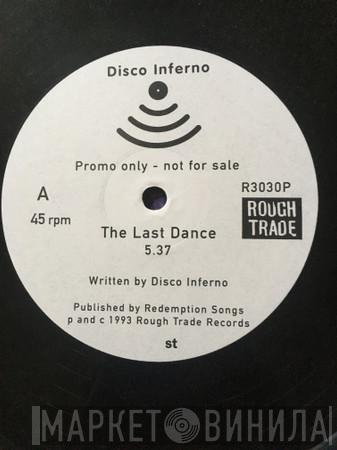 Disco Inferno
Promo only - not for sale
A
45 rpm
R3030P
ROUGH
TRADE
The Last Dance
5.37
Written by Disco Inferno
Published by Redemption Songs
p and c 1993 Rough Trade Records
st
МАРКЕТ ВИНИЛА